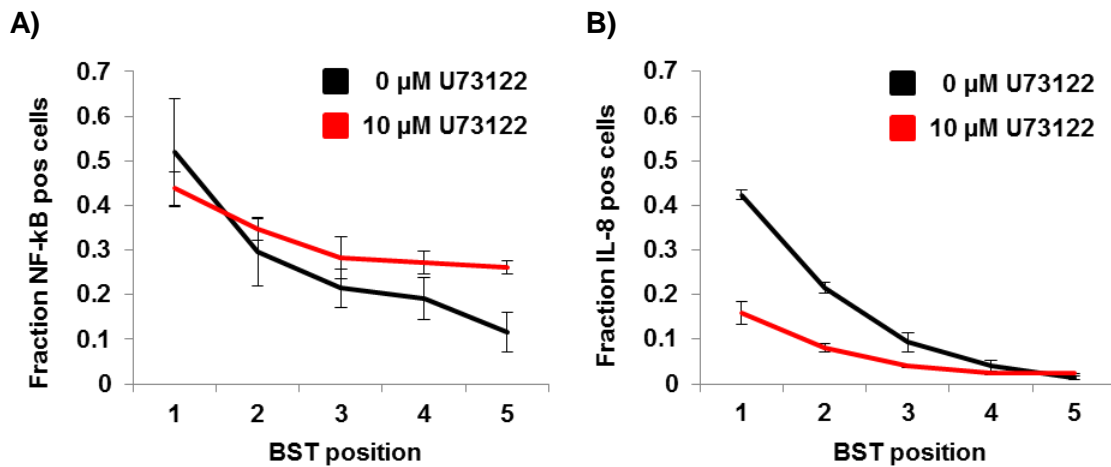 A)
Fraction NF-kB pos cells
0.7
0.6
0.5
0.4
0.3
0.2
0.1
0
0 µM U73122
10 µM U73122
1 2 3 4 5
BST position
B)
Fraction IL-8 pos cells
0.7
0.6
0.5
0.4
0.3
0.2
0.1
0
0 µM U73122
10 µM U73122
1 2 3 4 5
BST position